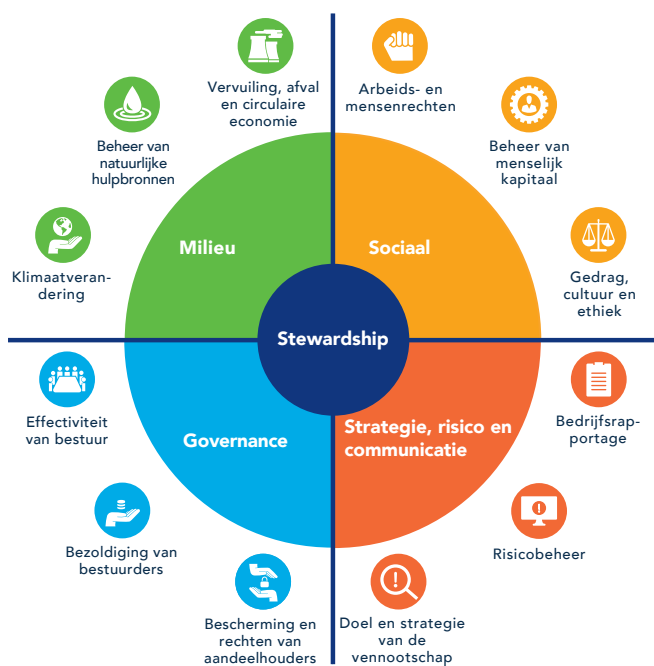 Vervuiling, afval
en circulaire
economie
Beheer van
natuurlijke
hulpbronnen
Klimaatveran-
dering
Milieu
Arbeids- en
mensenrechten
Beheer van
menselijk
kapitaal
Gedrag,
cultuur en
ethiek
Sociaal
Stewardship
Effectiviteit
van bestuur
Bezoldiging van
bestuurders
Bescherming en
rechten van
aandeelhouders
Governance
Strategie, risico en
communicatie
Bedrijfsrap-
portage
Risicobeheer
Doel en strategie
van de
vennootschap